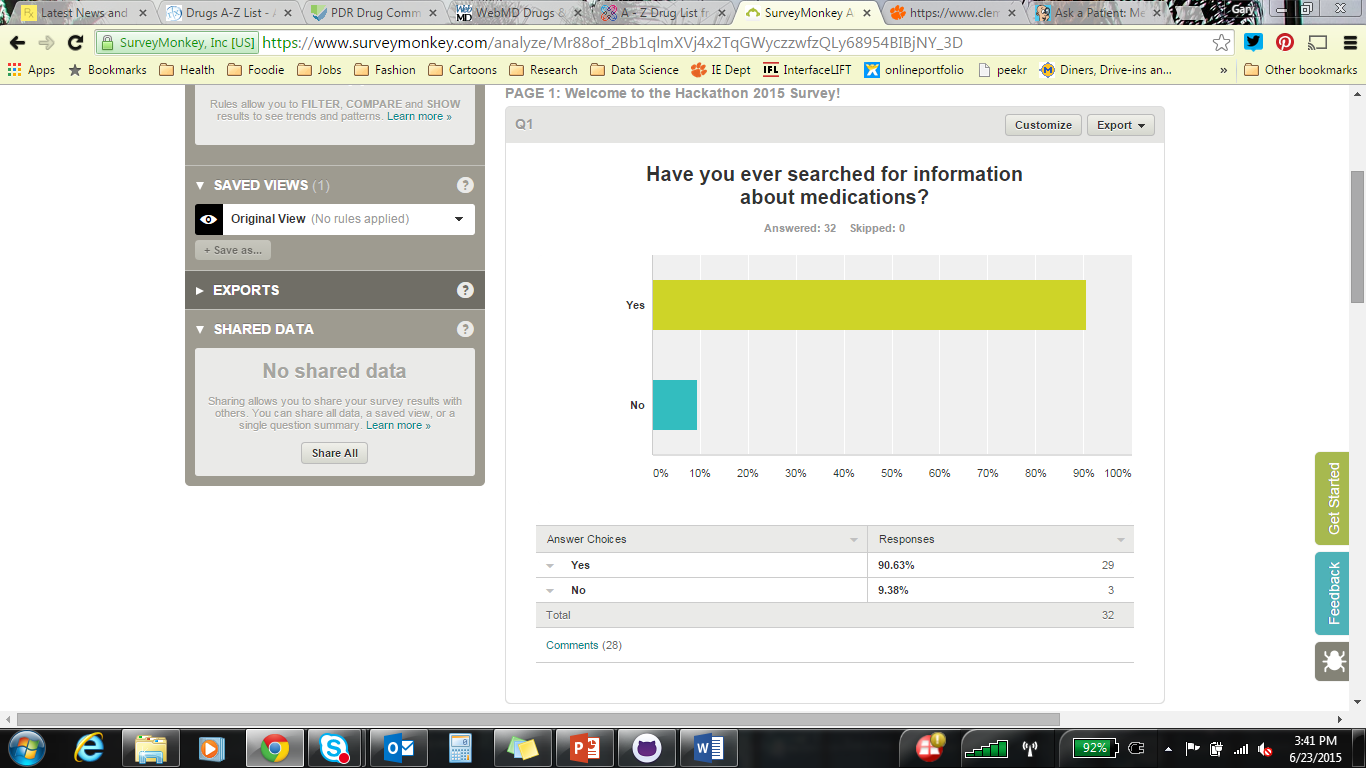 Latest News and
Drugs A-Z List - A
PDR Drug Comm
WebMD Drugs &
A - Z Drug List fr
SurveyMonkey A
https://www.clem
Ask a Patient: Me
Gary
SurveyMonkey, Inc [US]
https://www.surveymonkey.com/analyze/Mr88of_2Bb1qlmXVj4x2TqGWyczzwfzQLy68954BIBjNY_3D
Apps
Bookmarks
Health
Foodie
Jobs
Fashion
Cartoons
Research
Data Science
IE Dept
IFL InterfaceLIFT
onlineportfolio
peekr
Diners, Drive-ins an...
»
Other bookmarks
Rules allow you to FILTER, COMPARE and SHOW
results to see trends and patterns. Learn more »
SAVED VIEWS (1)
?
Original View (No rules applied)
+ Save as...
EXPORTS
?
SHARED DATA
?
No shared data
Sharing allows you to share your survey results with
others. You can share all data, a saved view, or a
single question summary. Learn more »
Share All
PAGE 1: Welcome to the Hackathon 2015 Survey!
Q1
Customize
Export
Have you ever searched for information
about medications?
Answered: 32 Skipped: 0
Yes
No
0% 10% 20% 30% 40% 50% 60% 70% 80% 90% 100%
Answer Choices
Responses
Yes
90.63%
29
No
9.38%
3
Total
32
Comments (28)
Get Started
Feedback
92%
3:41 PM
6/23/2015